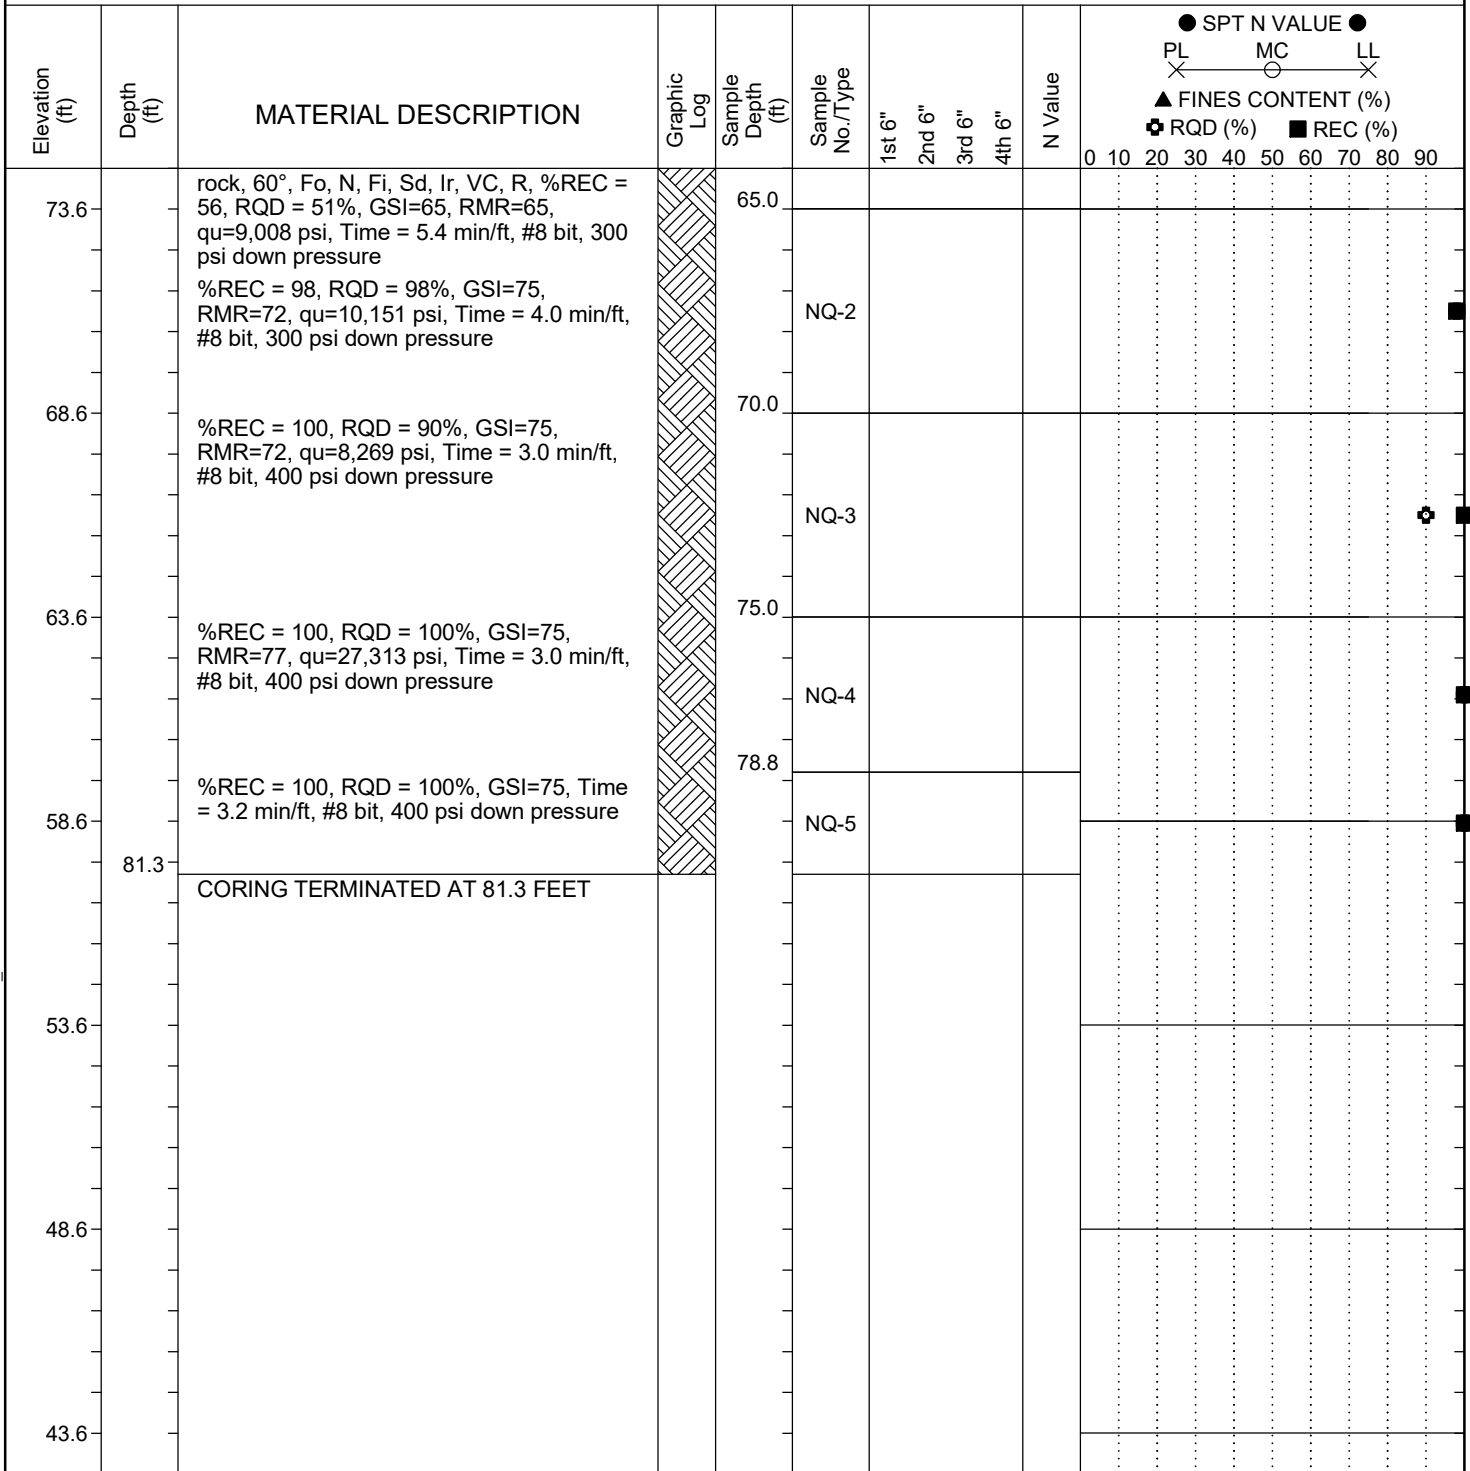 ● SPT N VALUE ●
PL MC LL
▲ FINES CONTENT (%)
RQD (%) ■ REC (%)
Elevation (ft)
Depth (ft)
MATERIAL DESCRIPTION
Graphic Log
Sample Depth (ft)
Sample No./Type
1st 6"
2nd 6"
3rd 6"
4th 6"
N Value
0 10 20 30 40 50 60 70 80 90
rock, 60°, Fo, N, Fi, Sd, Ir, VC, R, %REC =
73.6 56, RQD = 51%, GSI=65, RMR=65, 65.0
qu=9,008 psi, Time = 5.4 min/ft, #8 bit, 300
psi down pressure
%REC = 98, RQD = 98%, GSI=75,
RMR=72, qu=10,151 psi, Time = 4.0 min/ft, NQ-2
#8 bit, 300 psi down pressure
68.6 70.0
%REC = 100, RQD = 90%, GSI=75,
RMR=72, qu=8,269 psi, Time = 3.0 min/ft,
#8 bit, 400 psi down pressure
NQ-3
63.6 75.0
%REC = 100, RQD = 100%, GSI=75,
RMR=77, qu=27,313 psi, Time = 3.0 min/ft,
#8 bit, 400 psi down pressure
NQ-4
78.8
%REC = 100, RQD = 100%, GSI=75, Time
= 3.2 min/ft, #8 bit, 400 psi down pressure
58.6 NQ-5
81.3
CORING TERMINATED AT 81.3 FEET
53.6
48.6
43.6